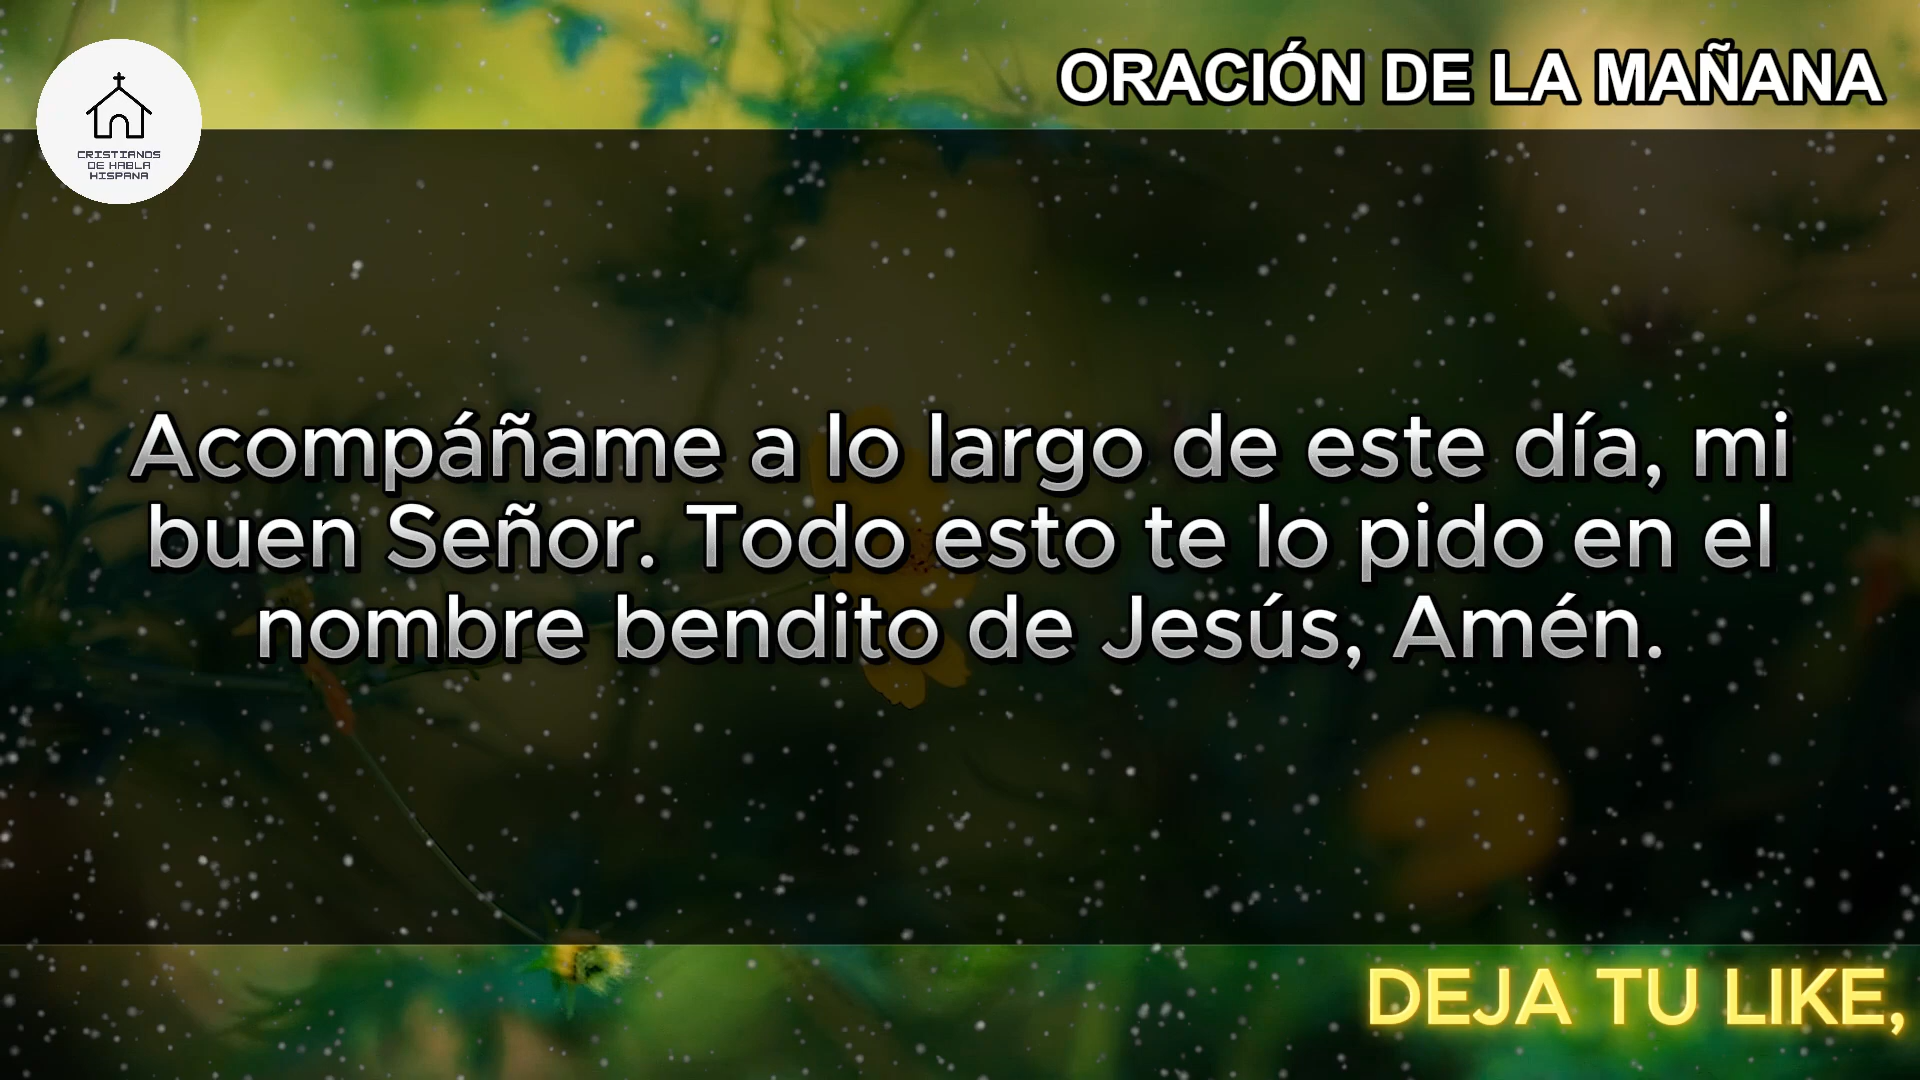 ORACIÓN DE LA MAÑANA
CRISTIANOS
DE HABLA
HISPANA
Acompáñame a lo largo de este día, mi
buen Señor. Todo esto te lo pido en el
nombre bendito de Jesús, Amén.
DEJA TU LIKE,